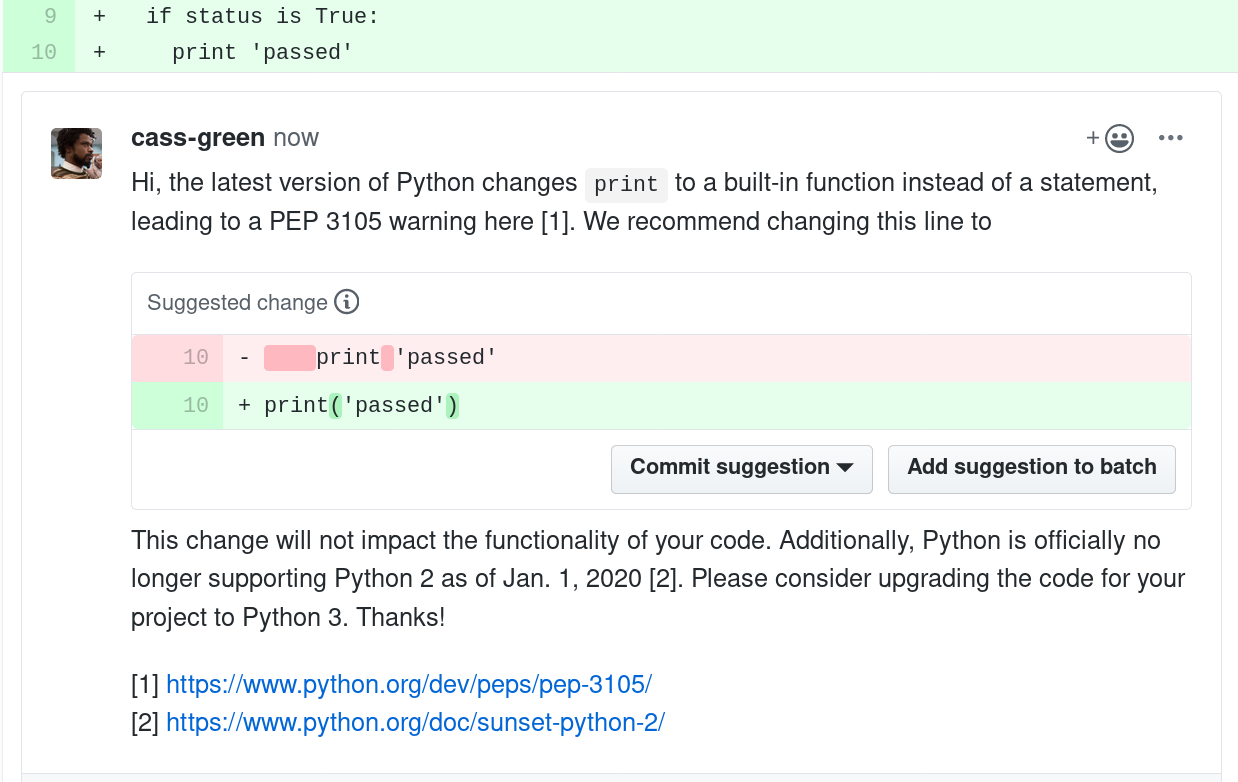 9 + if status is True:
10 + print 'passed'
cass-green now
Hi, the latest version of Python changes print to a built-in function instead of a statement,
leading to a PEP 3105 warning here [1]. We recommend changing this line to
Suggested change
10 - print 'passed'
10 + print('passed')
Commit suggestion Add suggestion to batch
This change will not impact the functionality of your code. Additionally, Python is officially no
longer supporting Python 2 as of Jan. 1, 2020 [2]. Please consider upgrading the code for your
project to Python 3. Thanks!
[1] https://www.python.org/dev/peps/pep-3105/
[2] https://www.python.org/doc/sunset-python-2/